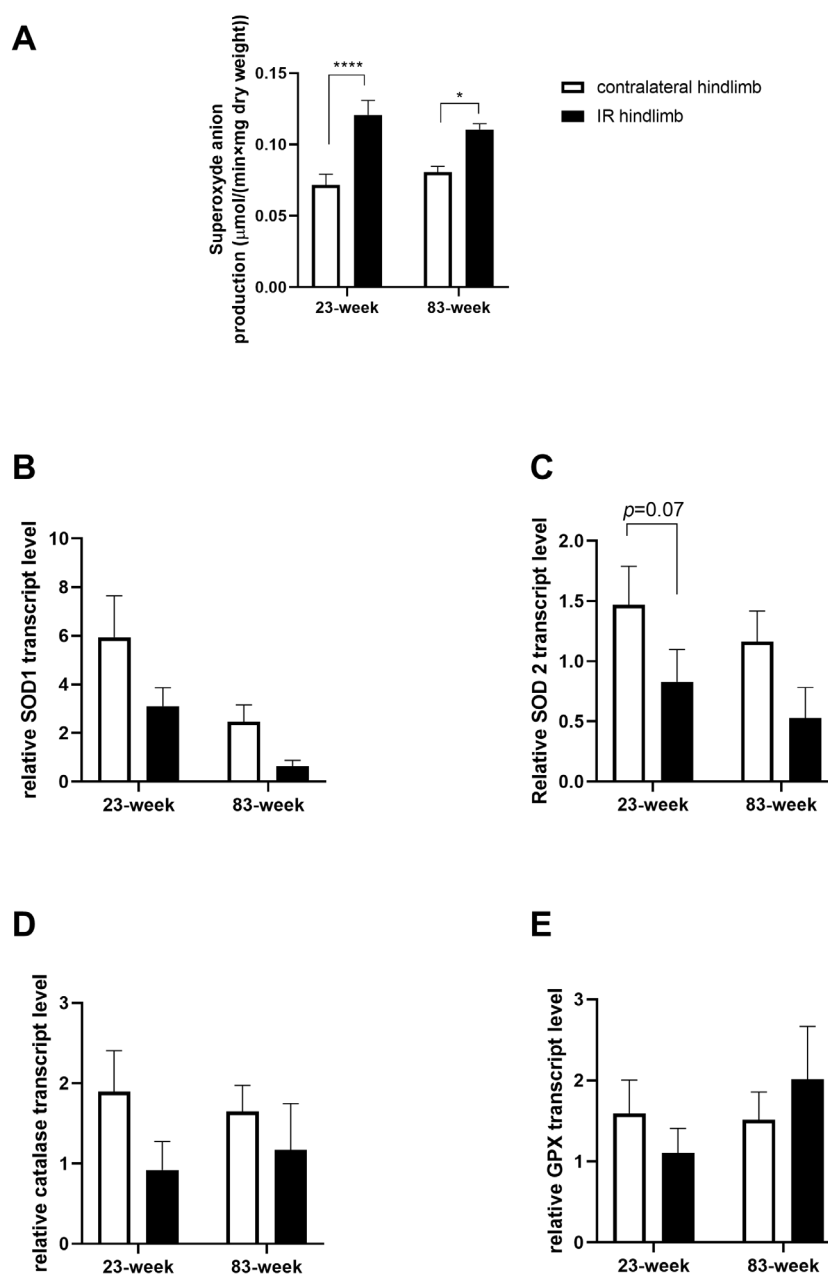 A
Superoxyde anion
production (μmol/(min×mg dry weight))
0.15
0.10
0.05
0.00
****
*
23-week
83-week
contralateral hindlimb
IR hindlimb
B
relative SOD1 transcript level
10
8
6
4
2
0
23-week
83-week
C
Relative SOD 2 transcript level
2.0
1.5
1.0
0.5
0.0
p=0.07
23-week
83-week
D
relative catalase transcript level
3
2
1
0
23-week
83-week
E
relative GPX transcript level
3
2
1
0
23-week
83-week